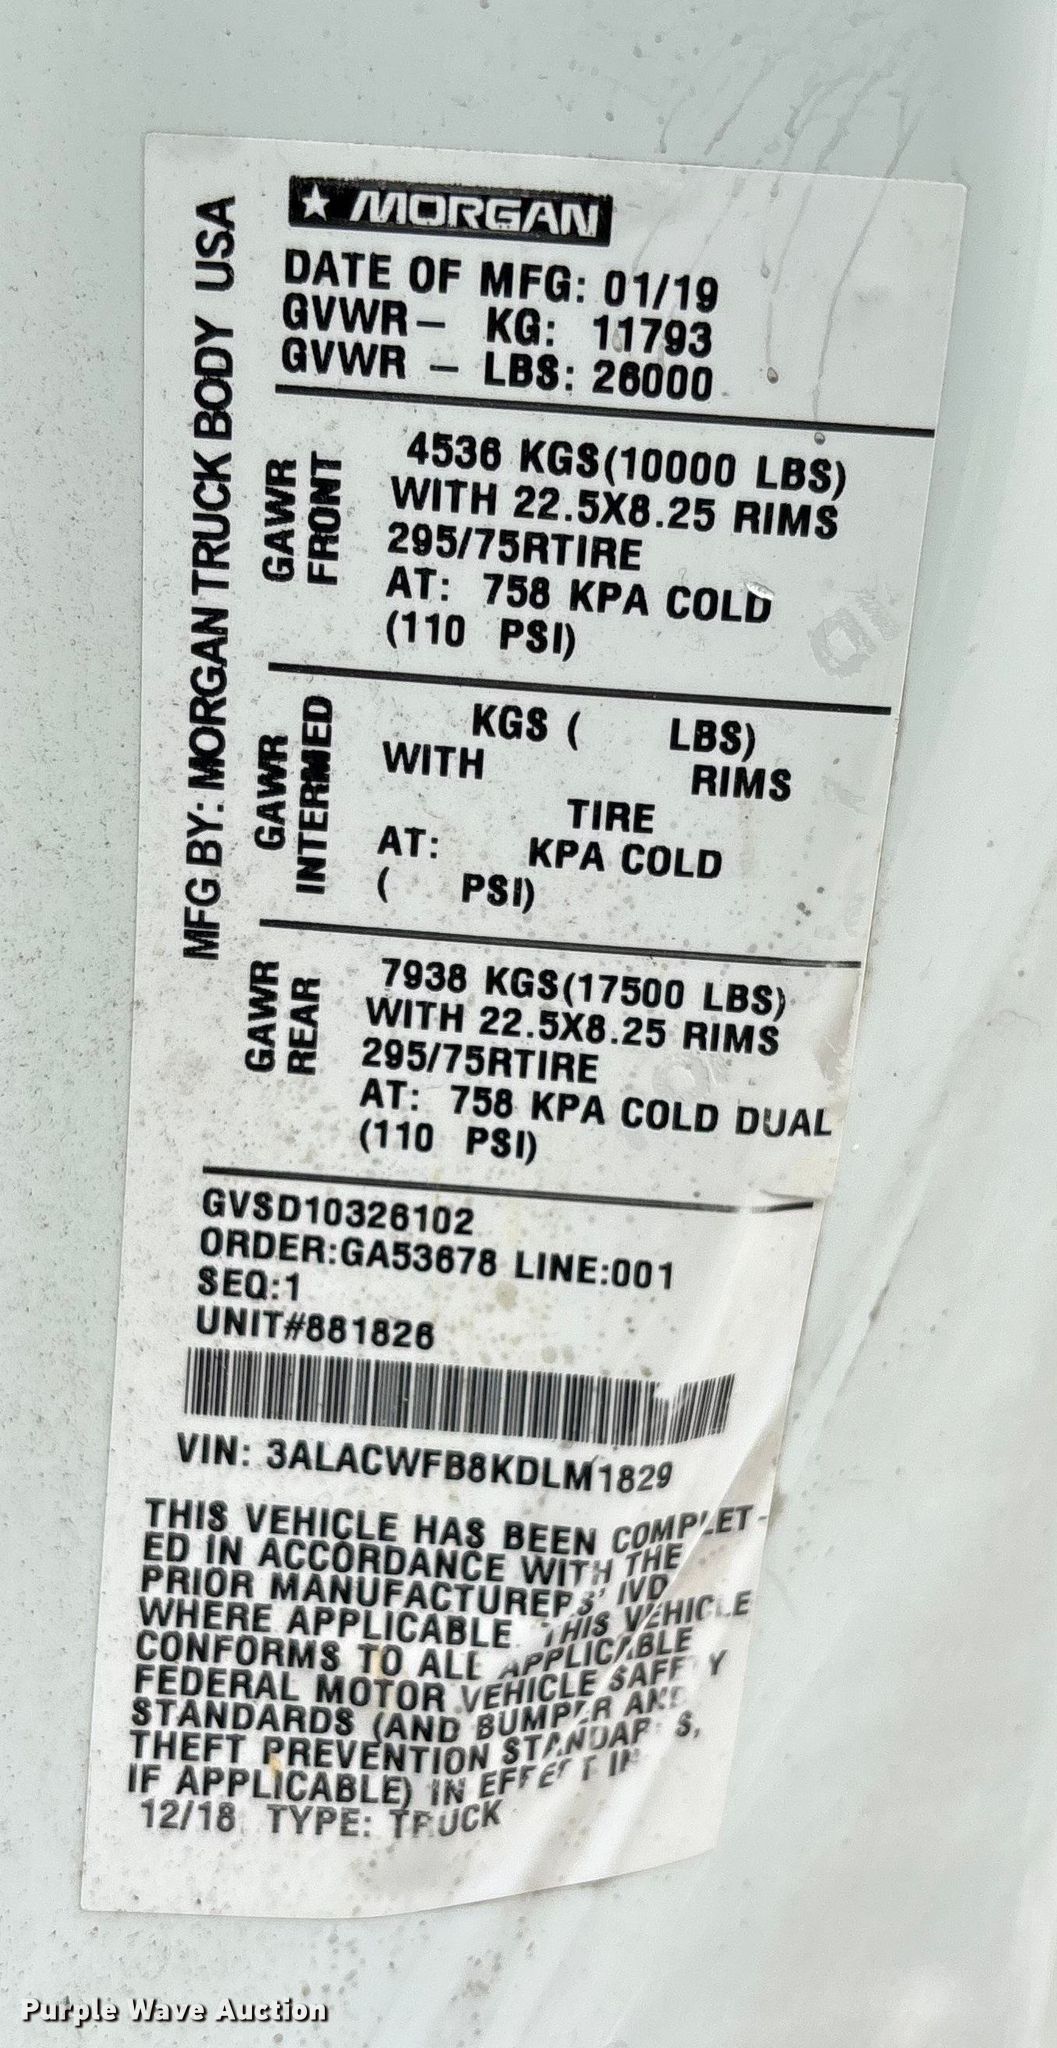 MORGAN
MFG BY: MORGAN TRUCK BODY USA
DATE OF MFG: 01/19
GVWR- KG: 11793
GVWR - LBS: 26000
GAWR
FRONT
4536 KGS(10000 LBS)
WITH 22.5X8.25 RIMS
295/75RTIRE
AT: 758 KPA COLD
(110 PSI)
GAWR
INTERMED
KGS ( LBS)
WITH RIMS
TIRE
AT: KPA COLD
( PSI)
GAWR
REAR
7938 KGS(17500 LBS)
WITH 22.5X8.25 RIMS
295/75RTIRE
AT: 758 KPA COLD DUAL
(110 PSI)
GVSD10326102
ORDER:GA53678 LINE:001
SEQ:1
UNIT#881826
VIN: 3ALACWFB8KDLM1829
THIS VEHICLE HAS BEEN COMPLET-
ED IN ACCORDANCE WITH THE
PRIOR MANUFACTURERS' IVD
WHERE APPLICABLE. THIS VEHICLE
CONFORMS TO ALL APPLICABLE
FEDERAL MOTOR VEHICLE SAFETY
STANDARDS (AND BUMPER AND
THEFT PREVENTION STANDARDS,
IF APPLICABLE) IN EFFECT IN
12/18 TYPE: TRUCK
Purple Wave Auction